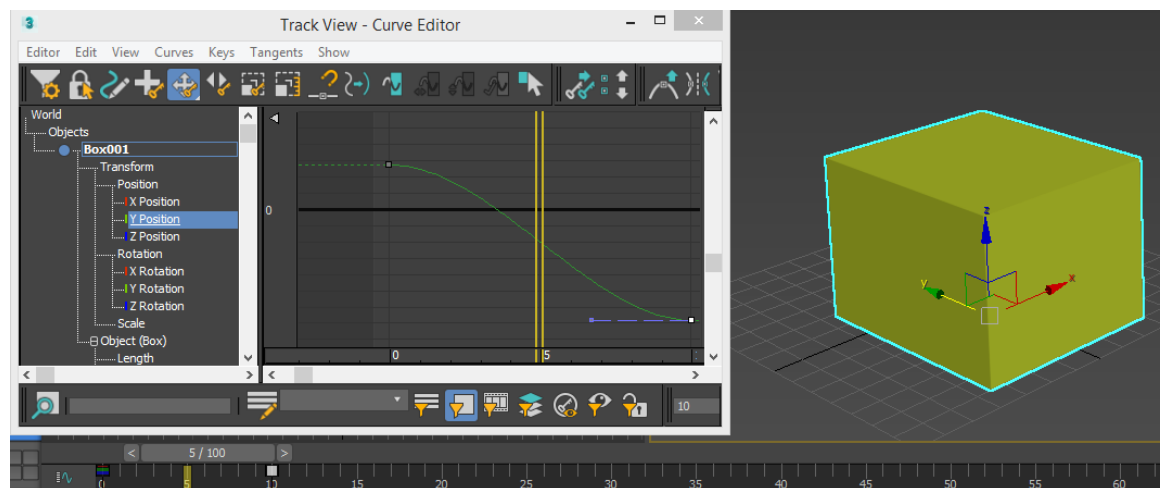 3 Track View - Curve Editor
Editor Edit View Curves Keys Tangents Show
World
Objects
Box001
Transform
Position
X Position
Y Position
Z Position
Rotation
X Rotation
Y Rotation
Z Rotation
Scale
Object (Box)
Length
0
0 5
10
z
y x
< 5 / 100 >
0 5 10 15 20 25 30 35 40 45 50 55 60